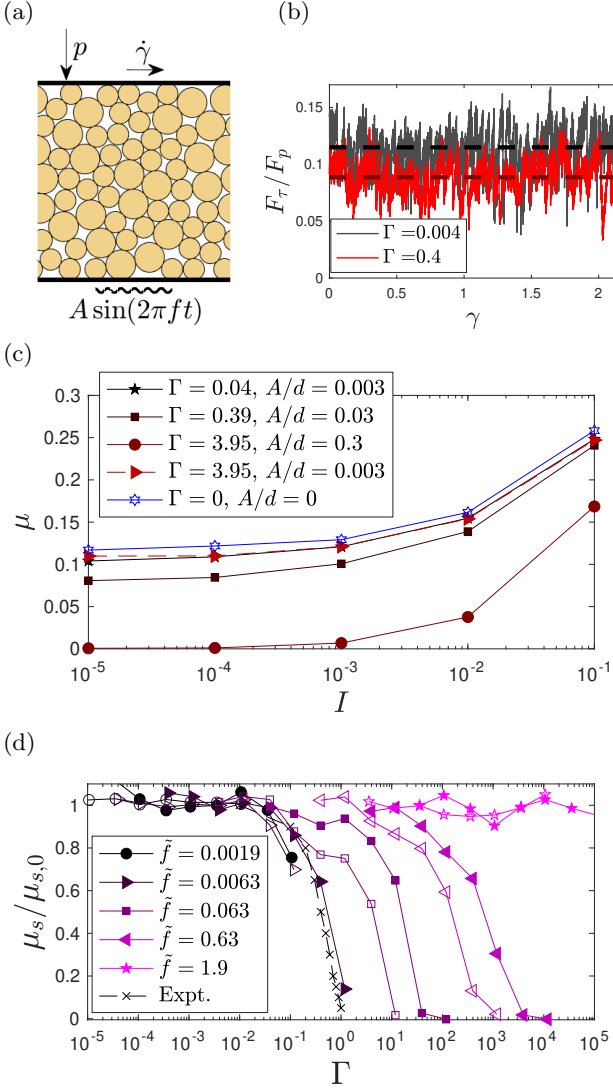 (a)
p
γ̇
A sin(2πft)
(b)
F_τ/F_p
0.15
0.1
0.05
0
Γ =0.004
Γ =0.4
0 0.5 1 1.5 2
γ
(c)
μ
0.3
0.25
0.2
0.15
0.1
0.05
0
Γ = 0.04, A/d = 0.003
Γ = 0.39, A/d = 0.03
Γ = 3.95, A/d = 0.3
Γ = 3.95, A/d = 0.003
Γ = 0, A/d = 0
10^-5 10^-4 10^-3 10^-2 10^-1
I
(d)
μ_s/μ_{s,0}
1
0.8
0.6
0.4
0.2
0
f̃ = 0.0019
f̃ = 0.0063
f̃ = 0.063
f̃ = 0.63
f̃ = 1.9
Expt.
10^-5 10^-4 10^-3 10^-2 10^-1 10^0 10^1 10^2 10^3 10^4 10^5
Γ